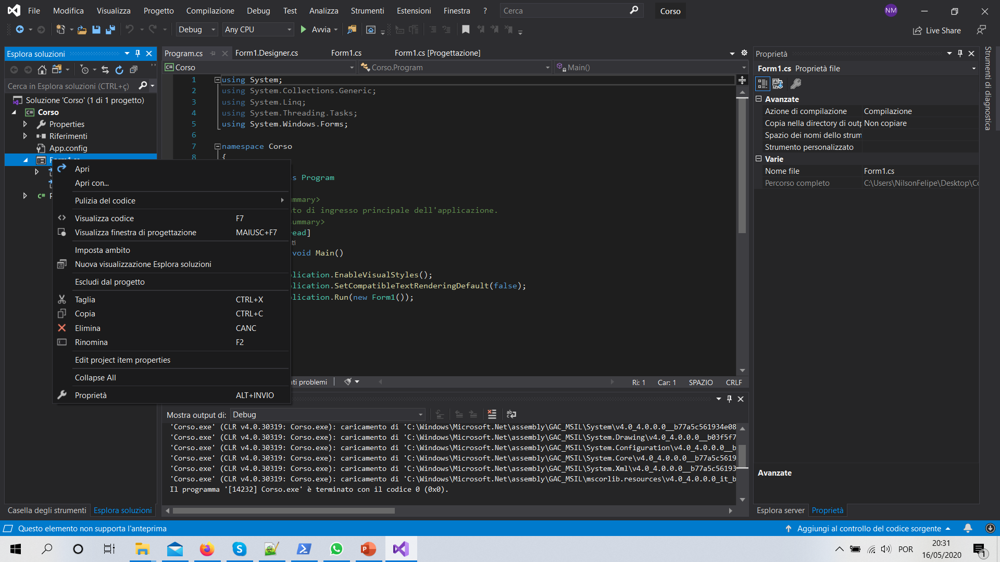 File Modifica Visualizza Progetto Compilazione Debug Test Analizza Strumenti Estensioni Finestra ? Cerca Corso NM
Debug Any CPU Avvia Live Share
Esplora soluzioni
Cerca in Esplora soluzioni (CTRL+ç)
Soluzione 'Corso' (1 di 1 progetto)
C# Corso
Properties
Riferimenti
App.config
Apri
Apri con...
Pulizia del codice
Visualizza codice F7
Visualizza finestra di progettazione MAIUSC+F7
Imposta ambito
Nuova visualizzazione Esplora soluzioni
Escludi dal progetto
Taglia CTRL+X
Copia CTRL+C
Elimina CANC
Rinomina F2
Edit project item properties
Collapse All
Proprietà ALT+INVIO
Casella degli strumenti Esplora soluzioni
Program.cs Form1.Designer.cs Form1.cs Form1.cs [Progettazione]
C# Corso Corso.Program Main()
1 using System;
2 using System.Collections.Generic;
3 using System.Linq;
4 using System.Threading.Tasks;
5 using System.Windows.Forms;
6
7 namespace Corso
8 {
s Program
mmary>
to di ingresso principale dell'applicazione.
ummary>
ead]
ti
void Main()
plication.EnableVisualStyles();
plication.SetCompatibleTextRenderingDefault(false);
plication.Run(new Form1());
ati problemi Ri: 1 Car: 1 SPAZIO CRLF
Mostra output di: Debug
'Corso.exe' (CLR v4.0.30319: Corso.exe): caricamento di 'C:\Windows\Microsoft.Net\assembly\GAC_MSIL\System\v4.0_4.0.0.0__b77a5c561934e08
'Corso.exe' (CLR v4.0.30319: Corso.exe): caricamento di 'C:\Windows\Microsoft.Net\assembly\GAC_MSIL\System.Drawing\v4.0_4.0.0.0__b03f5f7
'Corso.exe' (CLR v4.0.30319: Corso.exe): caricamento di 'C:\Windows\Microsoft.Net\assembly\GAC_MSIL\System.Configuration\v4.0_4.0.0.0__b
'Corso.exe' (CLR v4.0.30319: Corso.exe): caricamento di 'C:\Windows\Microsoft.Net\assembly\GAC_MSIL\System.Core\v4.0_4.0.0.0__b77a5c5619
'Corso.exe' (CLR v4.0.30319: Corso.exe): caricamento di 'C:\Windows\Microsoft.Net\assembly\GAC_MSIL\System.Xml\v4.0_4.0.0.0__b77a5c56193
'Corso.exe' (CLR v4.0.30319: Corso.exe): caricamento di 'C:\Windows\Microsoft.Net\assembly\GAC_MSIL\mscorlib.resources\v4.0_4.0.0.0_it_b
Il programma '[14232] Corso.exe' è terminato con il codice 0 (0x0).
Proprietà
Form1.cs Proprietà file
Avanzate
Azione di compilazione Compilazione
Copia nella directory di outp Non copiare
Spazio dei nomi dello strum
Strumento personalizzato
Varie
Nome file Form1.cs
Percorso completo C:\Users\NilsonFelipe\Desktop\Co
Avanzate
Esplora server Proprietà
Strumenti di diagnostica
Questo elemento non supporta l'anteprima Aggiungi al controllo del codice sorgente
POR 20:31
16/05/2020 1